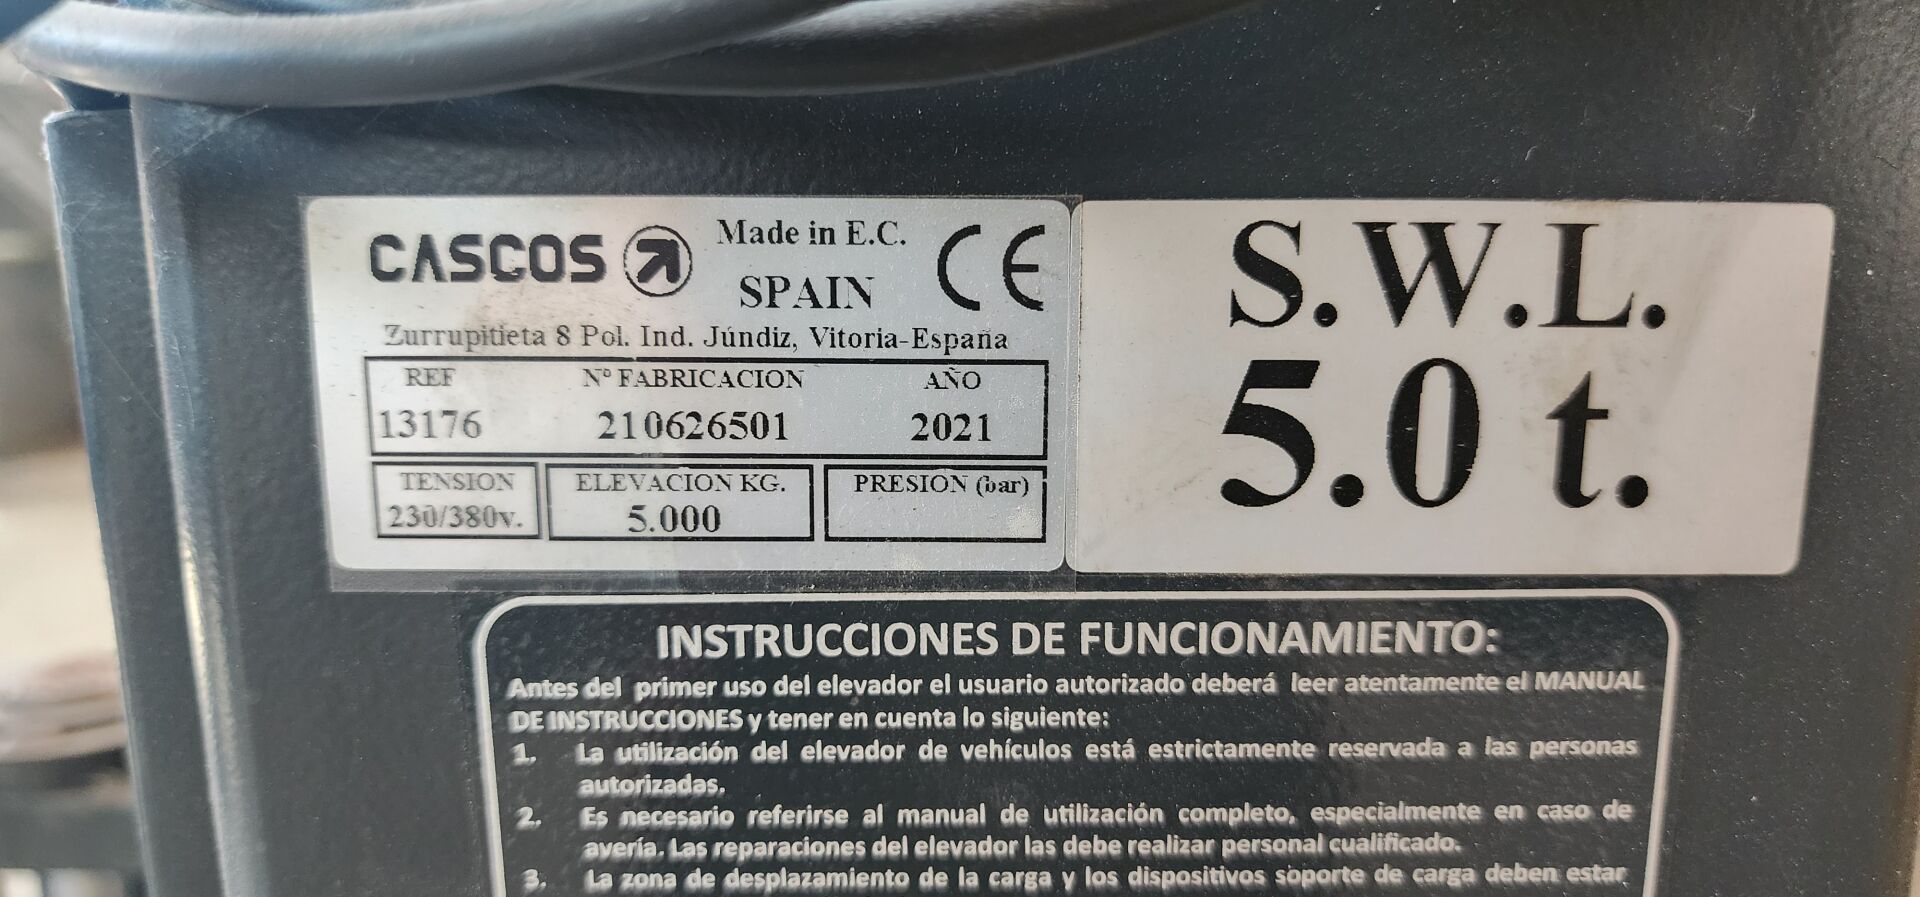 CASCOS
Made in E.C.
SPAIN
CE
Zurrupitieta 8 Pol. Ind. Júndiz, Vitoria-España
REF Nº FABRICACION AÑO
13176 210626501 2021
TENSION ELEVACION KG. PRESION (bar)
230/380v. 5.000
S.W.L.
5.0 t.
INSTRUCCIONES DE FUNCIONAMIENTO:
Antes del primer uso del elevador el usuario autorizado deberá leer atentamente el MANUAL
DE INSTRUCCIONES y tener en cuenta lo siguiente:
1. La utilización del elevador de vehículos está estrictamente reservada a las personas
autorizadas.
2. Es necesario referirse al manual de utilización completo, especialmente en caso de
avería. Las reparaciones del elevador las debe realizar personal cualificado.
3. La zona de desplazamiento de la carga y los dispositivos soporte de carga deben estar